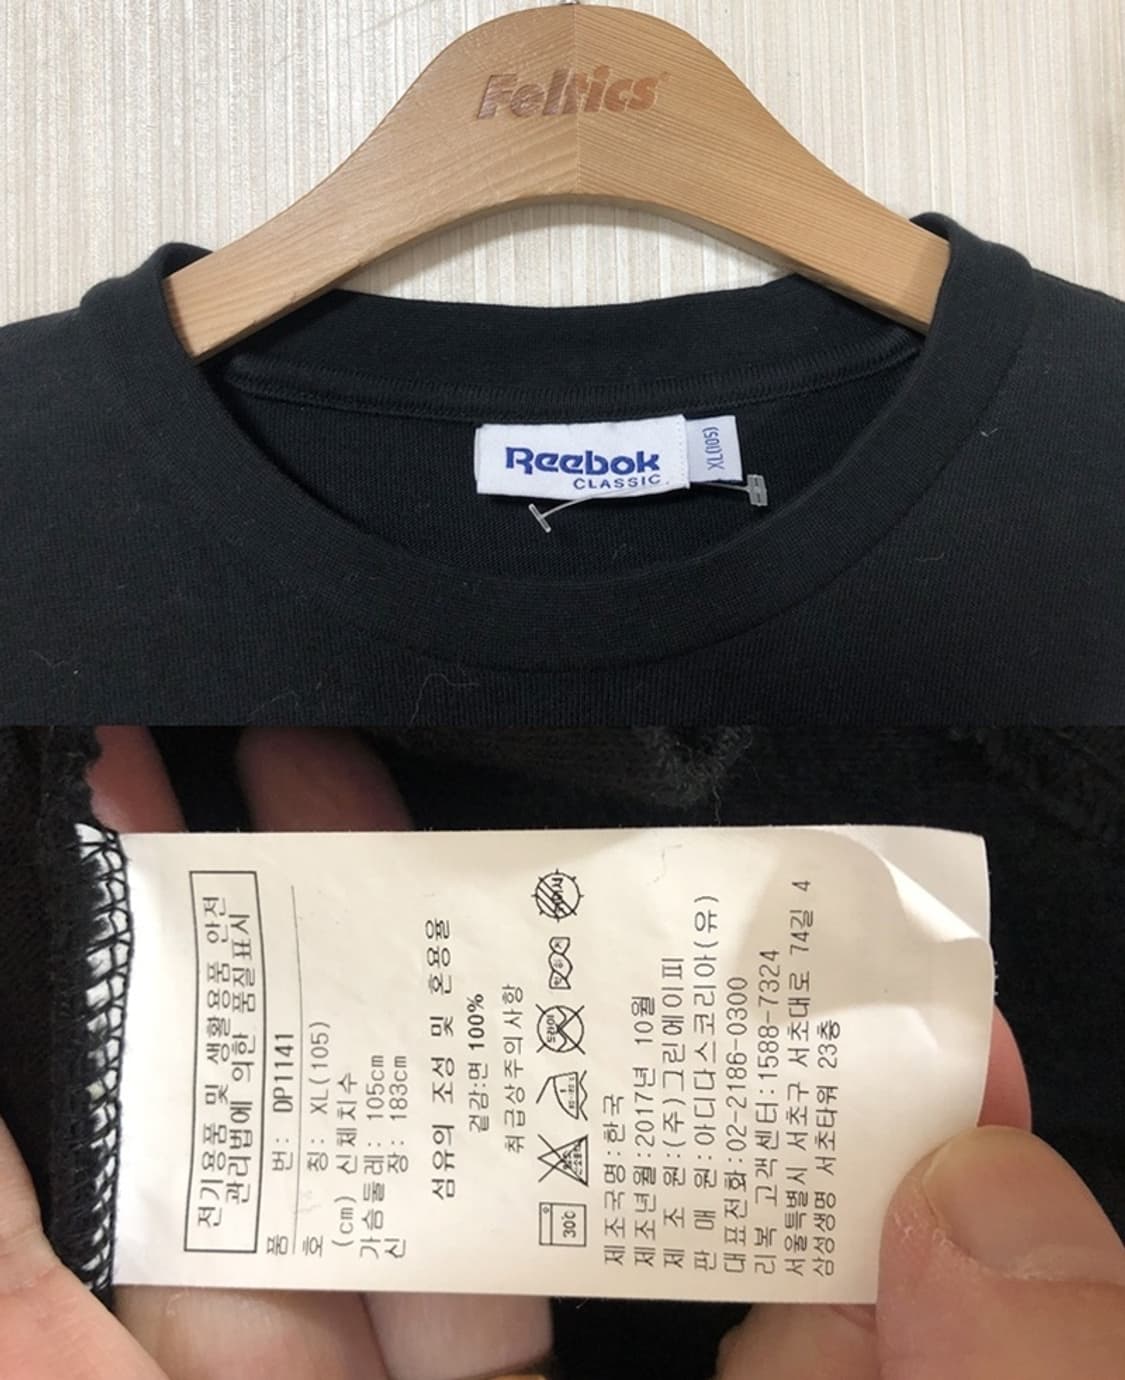 Feltics
Reebok
CLASSIC
XL(105)
전기용품 및 생활용품 안전
관리법에 의한 품질표시
품 번: DP1141
호 칭: XL(105)
(cm) 신체치수
가슴둘레: 105cm
신 장: 183cm
섬유의 조성 및 혼용율
겉감:면 100%
취급상주의 사항
30℃
드라이
제조국명:한국
제조년월:2017년 10월
제 조 원:(주)그린에이피
판 매 원:아디다스코리아(유)
대표전화:02-2186-0300
리복 고객센터:1588-7324
서울특별시 서초구 서초대로 74길 4
삼성생명 서초타워 23층